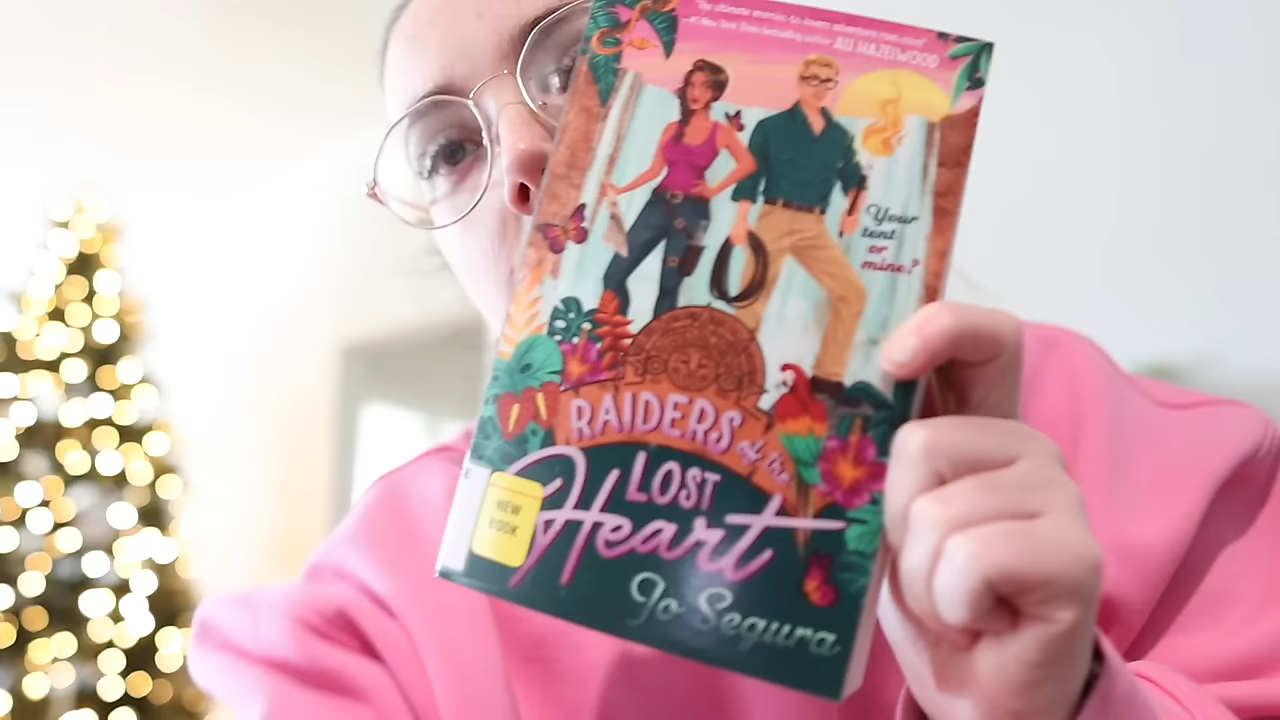 "The ultimate enemies-to-lovers adventure rom-com!"
—#1 New York Times bestselling author ALI HAZELWOOD
Your
tent
or
mine?
RAIDERS of the
LOST
Heart
NEW
BOOK
Jo Segura